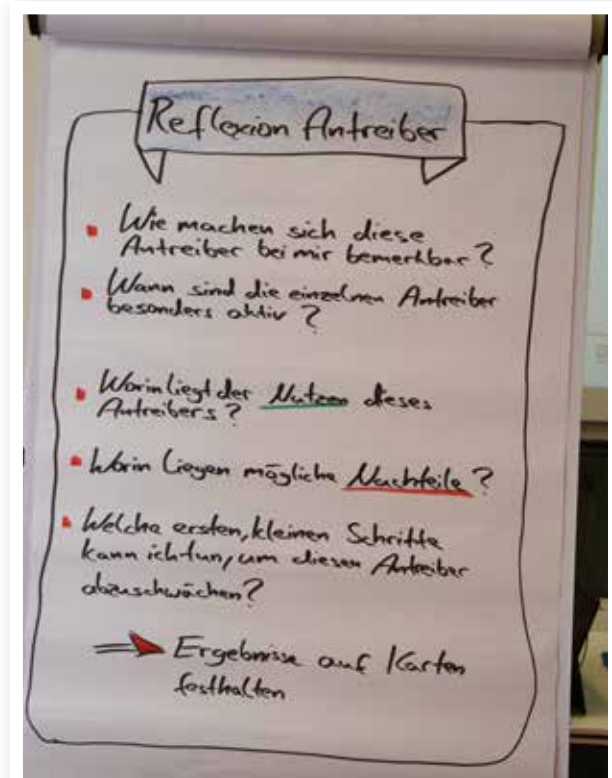 Reflexion Antreiber
Wie machen sich diese
Antreiber bei mir bemerkbar?
Wann sind die einzelnen Antreiber
besonders aktiv?
Worin liegt der Nutzen dieses
Antreibers?
Worin liegen mögliche Nachteile?
Welche ersten, kleinen Schritte
kann ich tun, um diesen Antreiber
abzuschwächen?
Ergebnisse auf Karten
festhalten